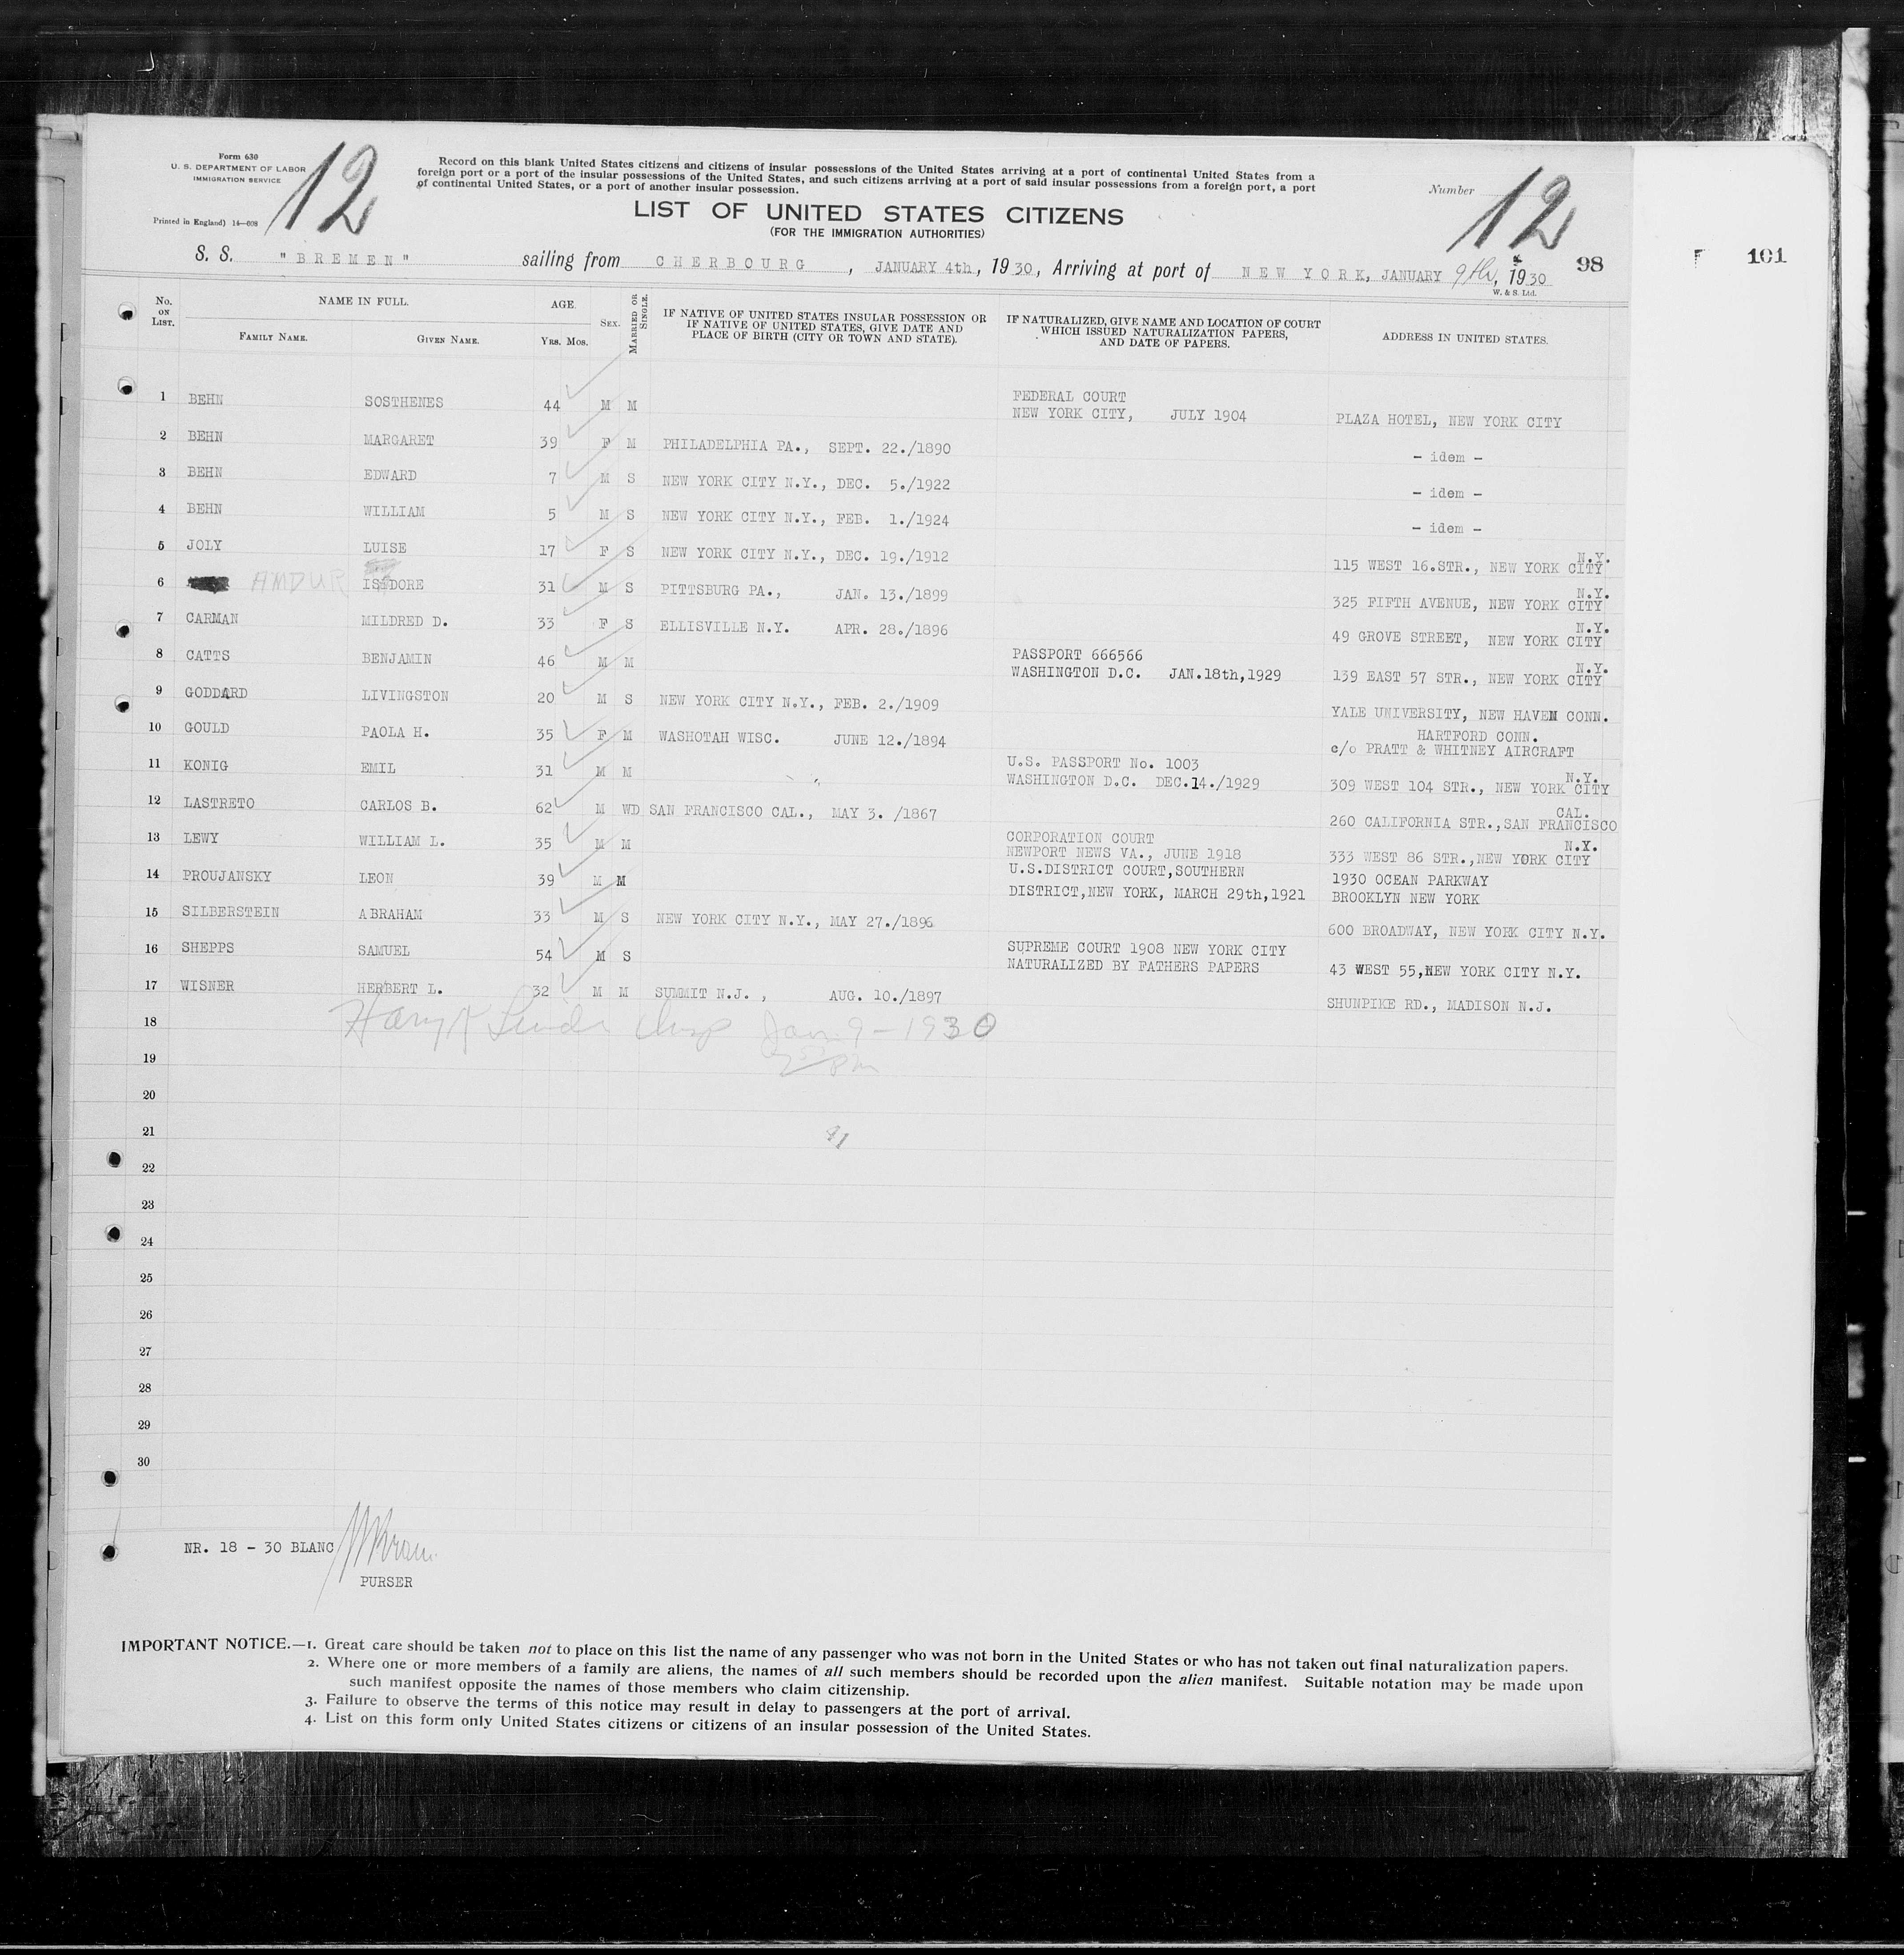 Form 630
U. S. DEPARTMENT OF LABOR
IMMIGRATION SERVICE
Printed in England) 14—608
12
Record on this blank United States citizens and citizens of insular possessions of the United States arriving at a port of continental United States from a
foreign port or a port of the insular possessions of the United States, and such citizens arriving at a port of said insular possessions from a foreign port, a port
of continental United States, or a port of another insular possession.
Number 12
LIST OF UNITED STATES CITIZENS
(FOR THE IMMIGRATION AUTHORITIES)
S. S. "BREMEN" sailing from CHERBOURG, JANUARY 4th, 1930, Arriving at port of NEW YORK, JANUARY 9th, 1930
98
101
W. & S. Ltd.
No. ON LIST. NAME IN FULL. AGE. SEX. MARRIED OR SINGLE. IF NATIVE OF UNITED STATES INSULAR POSSESSION OR IF NATIVE OF UNITED STATES, GIVE DATE AND PLACE OF BIRTH (CITY OR TOWN AND STATE). IF NATURALIZED, GIVE NAME AND LOCATION OF COURT WHICH ISSUED NATURALIZATION PAPERS, AND DATE OF PAPERS. ADDRESS IN UNITED STATES.
FAMILY NAME. GIVEN NAME. YRS. MOS.
1 BEHN SOSTHENES 44 M M FEDERAL COURT NEW YORK CITY, JULY 1904 PLAZA HOTEL, NEW YORK CITY
2 BEHN MARGARET 39 F M PHILADELPHIA PA., SEPT. 22./1890 - idem -
3 BEHN EDWARD 7 M S NEW YORK CITY N.Y., DEC. 5./1922 - idem -
4 BEHN WILLIAM 5 M S NEW YORK CITY N.Y., FEB. 1./1924 - idem -
5 JOLY LUISE 17 F S NEW YORK CITY N.Y., DEC. 19./1912 115 WEST 16.STR., NEW YORK CITY N.Y.
6 AMDUR ISIDORE 31 M S PITTSBURG PA., JAN. 13./1899 325 FIFTH AVENUE, NEW YORK CITY N.Y.
7 CARMAN MILDRED D. 33 F S ELLISVILLE N.Y. APR. 28./1896 49 GROVE STREET, NEW YORK CITY N.Y.
8 CATTS BENJAMIN 46 M M PASSPORT 666566 WASHINGTON D.C. JAN.18th,1929 139 EAST 57 STR., NEW YORK CITY N.Y.
9 GODDARD LIVINGSTON 20 M S NEW YORK CITY N.Y., FEB. 2./1909 YALE UNIVERSITY, NEW HAVEN CONN.
10 GOULD PAOLA H. 35 F M WASHOTAH WISC. JUNE 12./1894 HARTFORD CONN. c/o PRATT & WHITNEY AIRCRAFT
11 KONIG EMIL 31 M M U.S. PASSPORT No. 1003 WASHINGTON D.C. DEC.14./1929 309 WEST 104 STR., NEW YORK CITY N.Y.
12 LASTRETO CARLOS B. 62 M WD SAN FRANCISCO CAL., MAY 3. /1867 260 CALIFORNIA STR.,SAN FRANCISCO CAL.
13 LEWY WILLIAM L. 35 M M CORPORATION COURT NEWPORT NEWS VA., JUNE 1918 333 WEST 86 STR.,NEW YORK CITY N.Y.
14 PROUJANSKY LEON 39 M M U.S.DISTRICT COURT,SOUTHERN DISTRICT,NEW YORK, MARCH 29th,1921 1930 OCEAN PARKWAY BROOKLYN NEW YORK
15 SILBERSTEIN ABRAHAM 33 M S NEW YORK CITY N.Y., MAY 27./1896 600 BROADWAY, NEW YORK CITY N.Y.
16 SHEPPS SAMUEL 54 M S SUPREME COURT 1908 NEW YORK CITY NATURALIZED BY FATHERS PAPERS 43 WEST 55,NEW YORK CITY N.Y.
17 WISNER HERBERT L. 32 M M SUMMIT N.J. , AUG. 10./1897 SHUNPIKE RD., MADISON N.J.
18 Harry Insp Jan 9-1930
19 PM
20
21
22
23
24
25
26
27
28
29
30
NR. 18 - 30 BLANC
PURSER
IMPORTANT NOTICE.—1. Great care should be taken not to place on this list the name of any passenger who was not born in the United States or who has not taken out final naturalization papers.
2. Where one or more members of a family are aliens, the names of all such members should be recorded upon the alien manifest. Suitable notation may be made upon
such manifest opposite the names of those members who claim citizenship.
3. Failure to observe the terms of this notice may result in delay to passengers at the port of arrival.
4. List on this form only United States citizens or citizens of an insular possession of the United States.